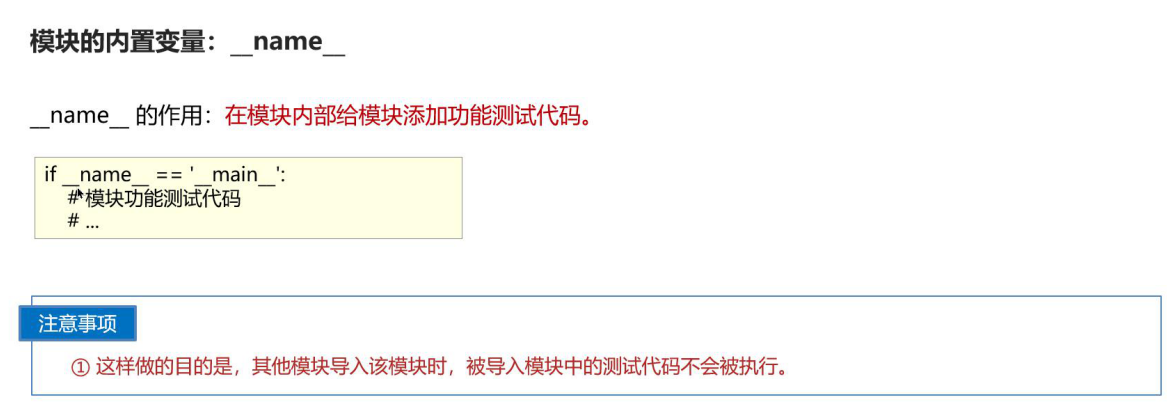 模块的内置变量：__name__
__name__ 的作用：在模块内部给模块添加功能测试代码。
if __name__ == '__main__':
# 模块功能测试代码
# ...
注意事项
① 这样做的目的是，其他模块导入该模块时，被导入模块中的测试代码不会被执行。